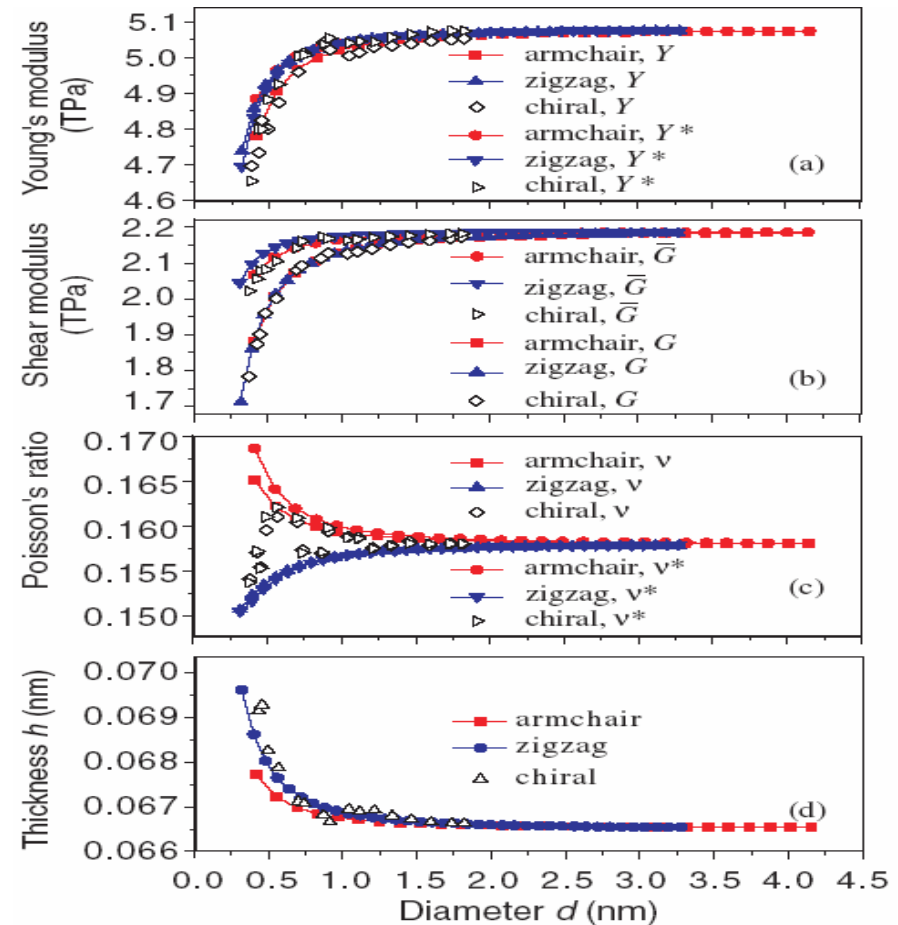 Young's modulus
(TPa)
5.1
5.0
4.9
4.8
4.7
4.6
armchair, Y
zigzag, Y
chiral, Y
armchair, Y*
zigzag, Y*
chiral, Y*
(a)
Shear modulus
(TPa)
2.2
2.1
2.0
1.9
1.8
1.7
armchair, G̅
zigzag, G̅
chiral, G̅
armchair, G
zigzag, G
chiral, G
(b)
Poisson's ratio
0.170
0.165
0.160
0.155
0.150
armchair, ν
zigzag, ν
chiral, ν
armchair, ν*
zigzag, ν*
chiral, ν*
(c)
Thickness h (nm)
0.070
0.069
0.068
0.067
0.066
armchair
zigzag
chiral
(d)
0.0 0.5 1.0 1.5 2.0 2.5 3.0 3.5 4.0 4.5
Diameter d (nm)